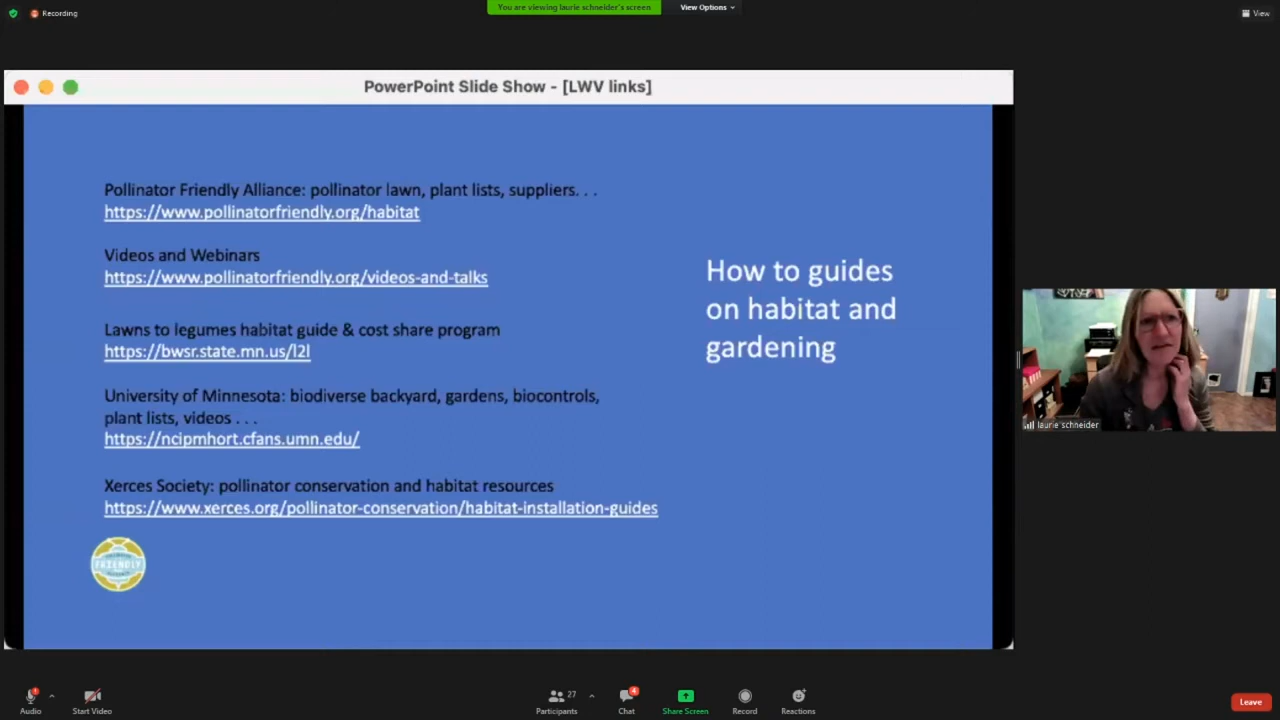 Recording
You are viewing laurie schneider's screen
View Options
View
PowerPoint Slide Show - [LWV links]
Pollinator Friendly Alliance: pollinator lawn, plant lists, suppliers. . .
https://www.pollinatorfriendly.org/habitat
Videos and Webinars
https://www.pollinatorfriendly.org/videos-and-talks
Lawns to legumes habitat guide & cost share program
https://bwsr.state.mn.us/l2l
University of Minnesota: biodiverse backyard, gardens, biocontrols,
plant lists, videos . . .
https://ncipmhort.cfans.umn.edu/
Xerces Society: pollinator conservation and habitat resources
https://www.xerces.org/pollinator-conservation/habitat-installation-guides
How to guides
on habitat and
gardening
FRIENDLY
laurie schneider
Audio
Start Video
27
Participants
4
Chat
Share Screen
Record
Reactions
Leave